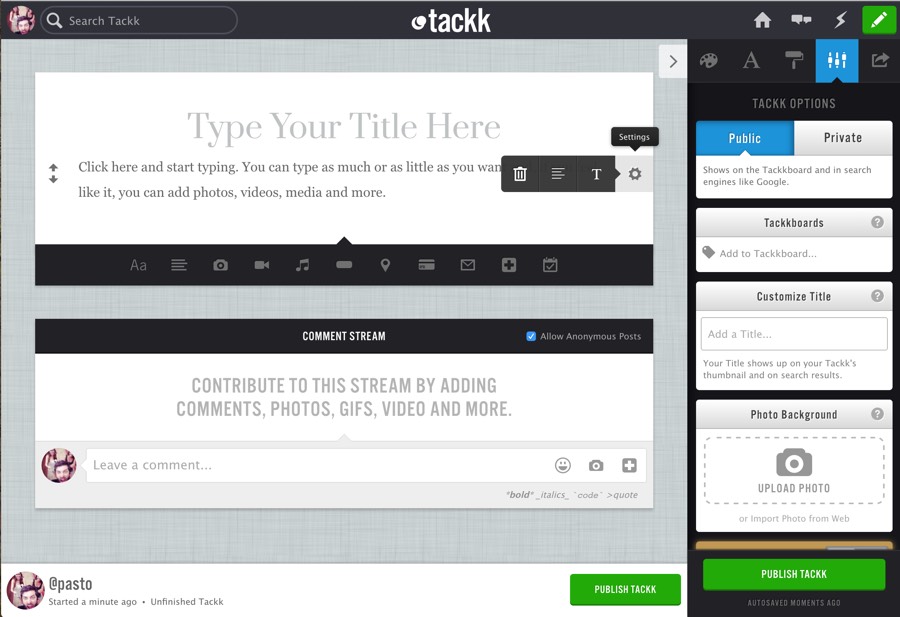 Search Tackk
tackk
Type Your Title Here
Settings
Click here and start typing. You can type as much or as little as you wan
like it, you can add photos, videos, media and more.
T
Aa
COMMENT STREAM
Allow Anonymous Posts
CONTRIBUTE TO THIS STREAM BY ADDING
COMMENTS, PHOTOS, GIFS, VIDEO AND MORE.
Leave a comment...
*bold* _italics_ `code` >quote
@pasto
Started a minute ago • Unfinished Tackk
PUBLISH TACKK
A
TACKK OPTIONS
Public
Private
Shows on the Tackkboard and in search
engines like Google.
Tackkboards ?
Add to Tackkboard...
Customize Title ?
Add a Title...
Your Title shows up on your Tackk's
thumbnail and on search results.
Photo Background ?
UPLOAD PHOTO
or Import Photo from Web
PUBLISH TACKK
AUTOSAVED MOMENTS AGO